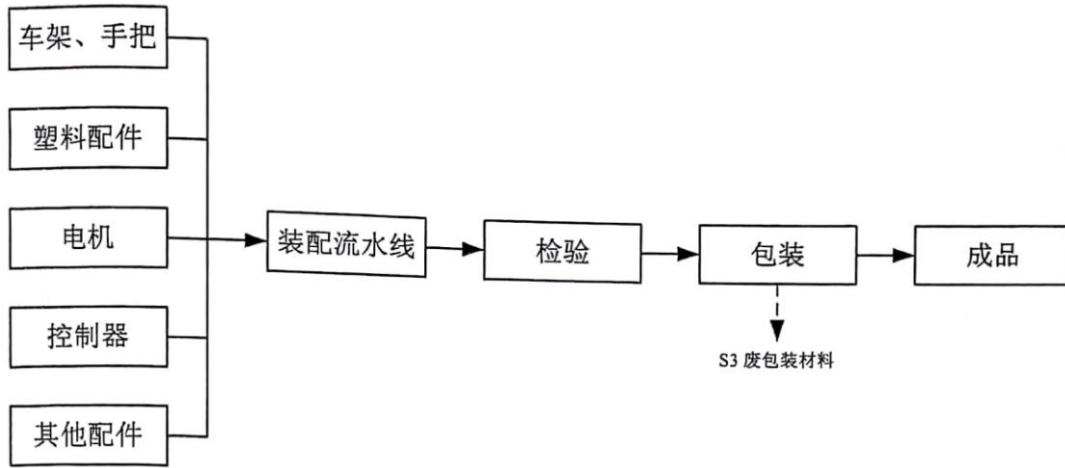 车架、手把
塑料配件
电机
控制器
其他配件
装配流水线
检验
包装
成品
S3 废包装材料